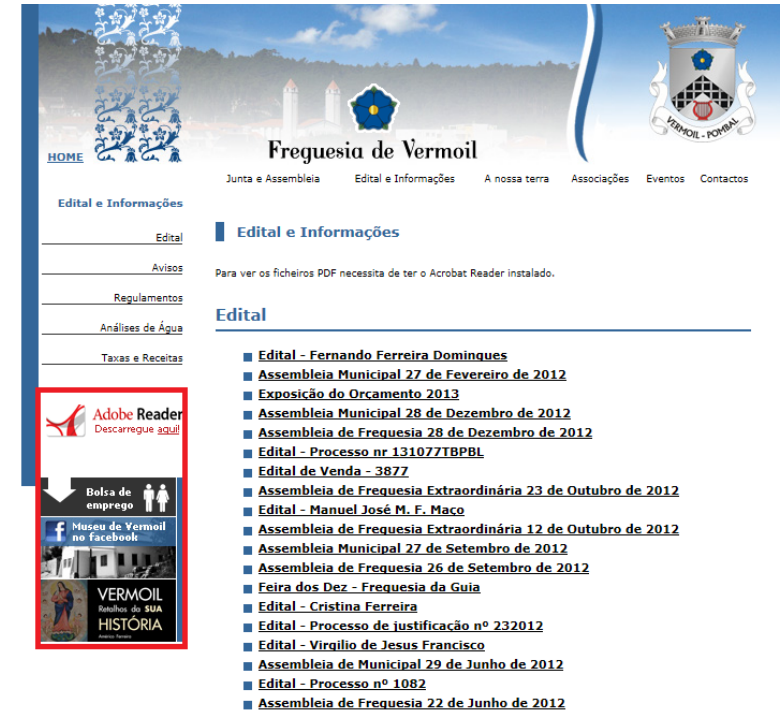 HOME
VERMOIL - POMBAL
Freguesia de Vermoil
Junta e Assembleia Edital e Informações A nossa terra Associações Eventos Contactos
Edital e Informações
Edital
Avisos
Regulamentos
Análises de Água
Taxas e Receitas
Adobe Reader
Descarregue aqui!
Bolsa de
emprego
Museu de Vermoil
no facebook
VERMOIL
Retalhos da SUA
HISTÓRIA
Américo Ferreira
Edital e Informações
Para ver os ficheiros PDF necessita de ter o Acrobat Reader instalado.
Edital
Edital - Fernando Ferreira Domingues
Assembleia Municipal 27 de Fevereiro de 2012
Exposição do Orçamento 2013
Assembleia Municipal 28 de Dezembro de 2012
Assembleia de Freguesia 28 de Dezembro de 2012
Edital - Processo nr 131077TBPBL
Edital de Venda - 3877
Assembleia de Freguesia Extraordinária 23 de Outubro de 2012
Edital - Manuel José M. F. Maço
Assembleia de Freguesia Extraordinária 12 de Outubro de 2012
Assembleia Municipal 27 de Setembro de 2012
Assembleia de Freguesia 26 de Setembro de 2012
Feira dos Dez - Freguesia da Guia
Edital - Cristina Ferreira
Edital - Processo de justificação nº 232012
Edital - Virgilio de Jesus Francisco
Assembleia de Municipal 29 de Junho de 2012
Edital - Processo nº 1082
Assembleia de Freguesia 22 de Junho de 2012